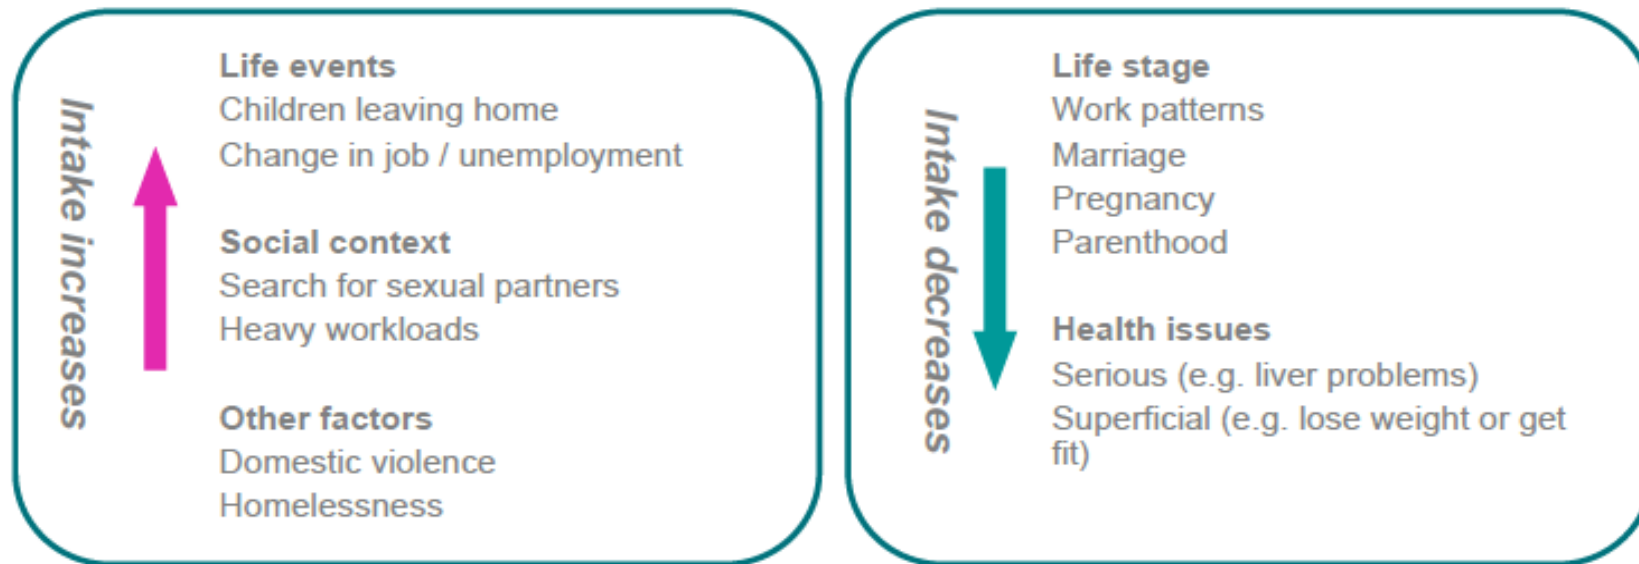 Intake increases
Life events
Children leaving home
Change in job / unemployment
Social context
Search for sexual partners
Heavy workloads
Other factors
Domestic violence
Homelessness
Intake decreases
Life stage
Work patterns
Marriage
Pregnancy
Parenthood
Health issues
Serious (e.g. liver problems)
Superficial (e.g. lose weight or get
fit)